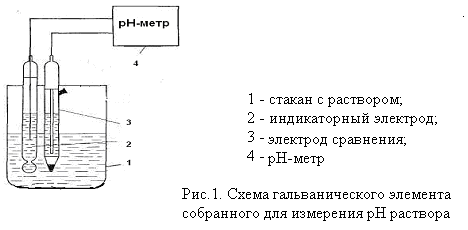 pH-метр
4
3
2
1
1 - стакан с раствором;
2 - индикаторный электрод;
3 - электрод сравнения;
4 - pH-метр
Рис.1. Схема гальванического элемента
собранного для измерения pH раствора